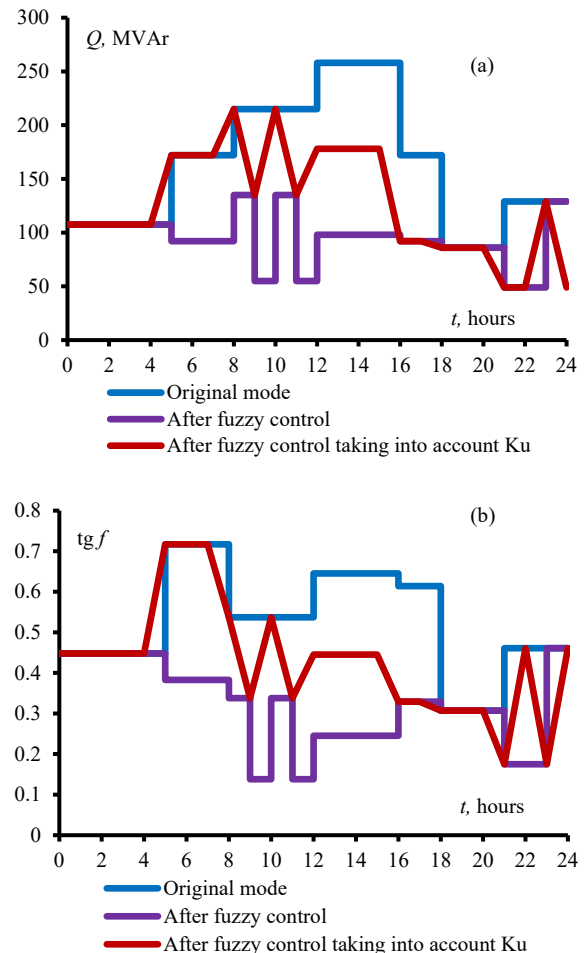 300
Q, MVAr
(a)
250
200
150
100
50
t, hours
0
0 2 4 6 8 10 12 14 16 18 20 22 24
Original mode
After fuzzy control
After fuzzy control taking into account Ku
0.8
tg f
(b)
0.7
0.6
0.5
0.4
0.3
0.2
0.1
t, hours
0
0 2 4 6 8 10 12 14 16 18 20 22 24
Original mode
After fuzzy control
After fuzzy control taking into account Ku